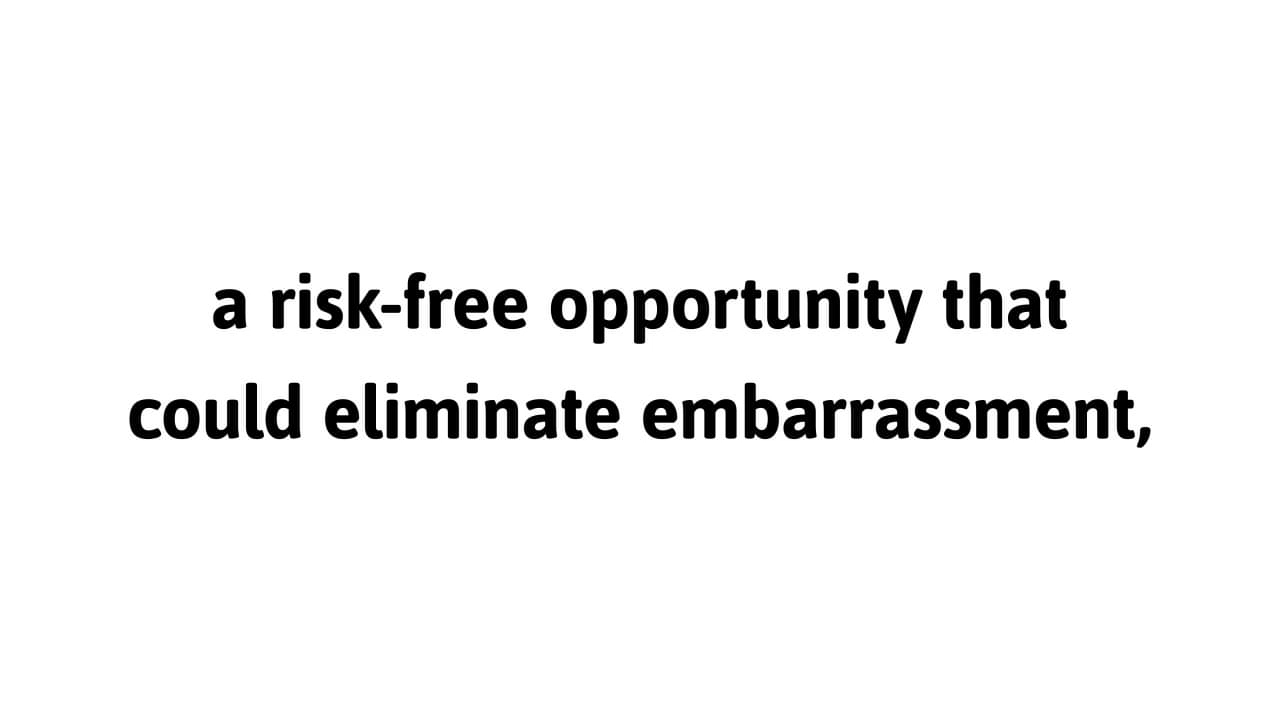 a risk-free opportunity that
could eliminate embarrassment,